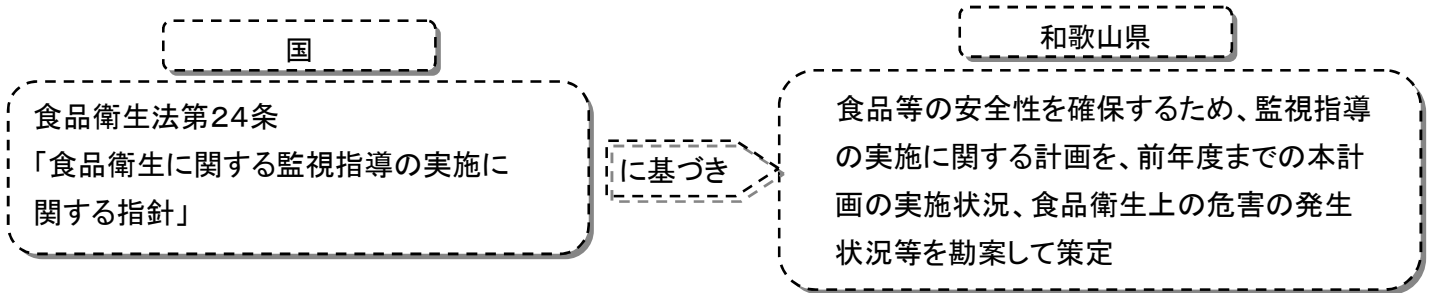 国
食品衛生法第24条
「食品衛生に関する監視指導の実施に
関する指針」
に基づき
和歌山県
食品等の安全性を確保するため、監視指導
の実施に関する計画を、前年度までの本計
画の実施状況、食品衛生上の危害の発生
状況等を勘案して策定